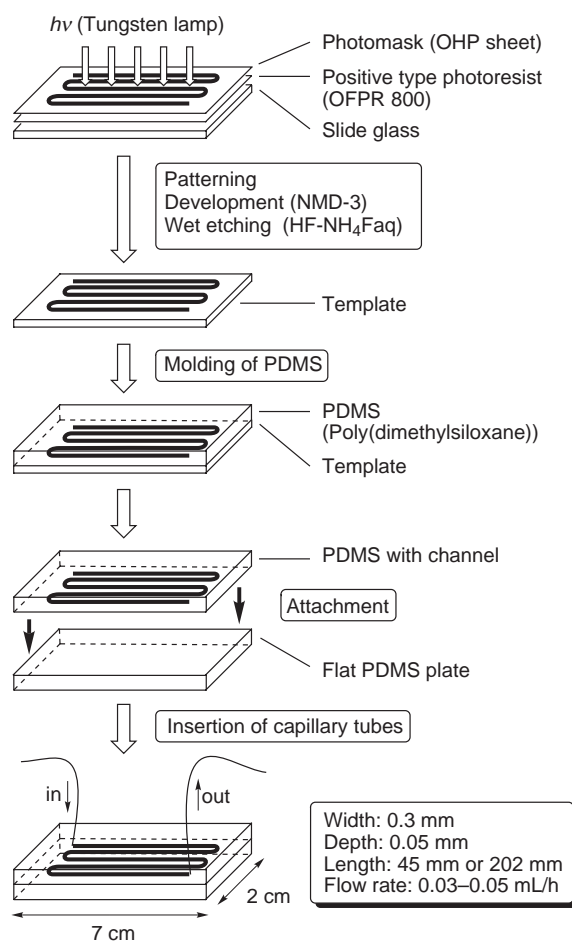 hν (Tungsten lamp)
Photomask (OHP sheet)
Positive type photoresist
(OFPR 800)
Slide glass
Patterning
Development (NMD-3)
Wet etching (HF-NH₄Faq)
Template
Molding of PDMS
PDMS
(Poly(dimethylsiloxane))
Template
PDMS with channel
Attachment
Flat PDMS plate
Insertion of capillary tubes
in
out
Width: 0.3 mm
Depth: 0.05 mm
Length: 45 mm or 202 mm
Flow rate: 0.03–0.05 mL/h
2 cm
7 cm